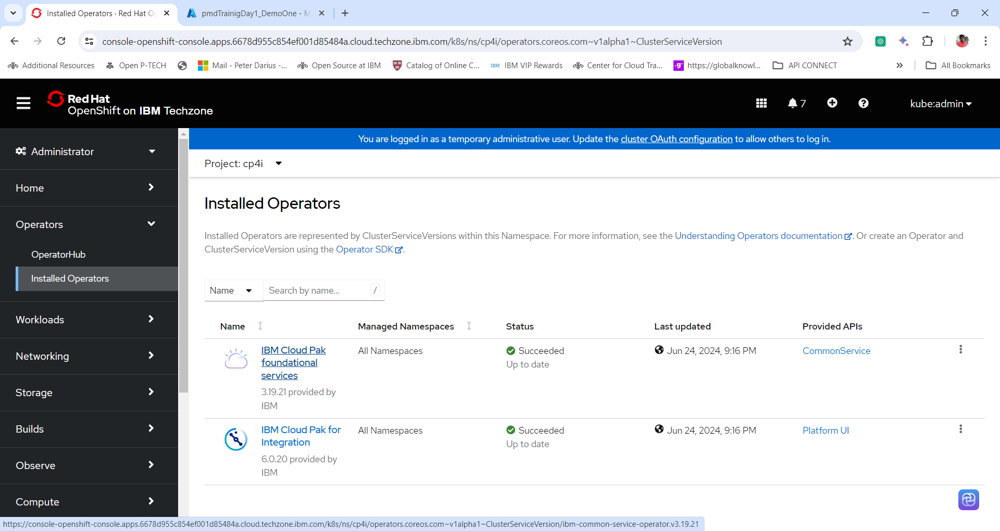 Installed Operators · Red Hat O
pmdTrainigDay1_DemoOne - M
console-openshift-console.apps.6678d955c854ef001d85484a.cloud.techzone.ibm.com/k8s/ns/cp4i/operators.coreos.com~v1alpha1~ClusterServiceVersion
Additional Resources
Open P-TECH
Mail - Peter Darius -...
Open Source at IBM
Catalog of Online C...
IBM VIP Rewards
Center for Cloud Tra...
https://globalknowl...
API CONNECT
All Bookmarks
Red Hat
OpenShift on IBM Techzone
7
kube:admin
You are logged in as a temporary administrative user. Update the cluster OAuth configuration to allow others to log in.
Administrator
Home
Operators
OperatorHub
Installed Operators
Workloads
Networking
Storage
Builds
Observe
Compute
Project: cp4i
Installed Operators
Installed Operators are represented by ClusterServiceVersions within this Namespace. For more information, see the Understanding Operators documentation. Or create an Operator and
ClusterServiceVersion using the Operator SDK.
Name
Search by name...
/
Name
Managed Namespaces
Status
Last updated
Provided APIs
IBM Cloud Pak
foundational
services
3.19.21 provided by
IBM
All Namespaces
Succeeded
Up to date
Jun 24, 2024, 9:16 PM
CommonService
IBM Cloud Pak for
Integration
6.0.20 provided by
IBM
All Namespaces
Succeeded
Up to date
Jun 24, 2024, 9:16 PM
Platform UI
https://console-openshift-console.apps.6678d955c854ef001d85484a.cloud.techzone.ibm.com/k8s/ns/cp4i/operators.coreos.com~v1alpha1~ClusterServiceVersion/ibm-common-service-operator.v3.19.21